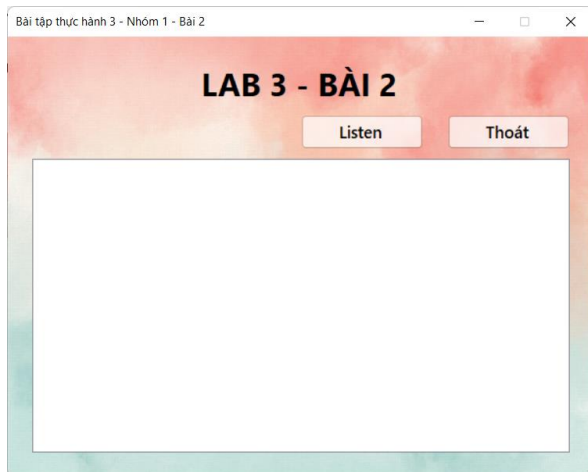 Bài tập thực hành 3 - Nhóm 1 - Bài 2
LAB 3 - BÀI 2
Listen
Thoát